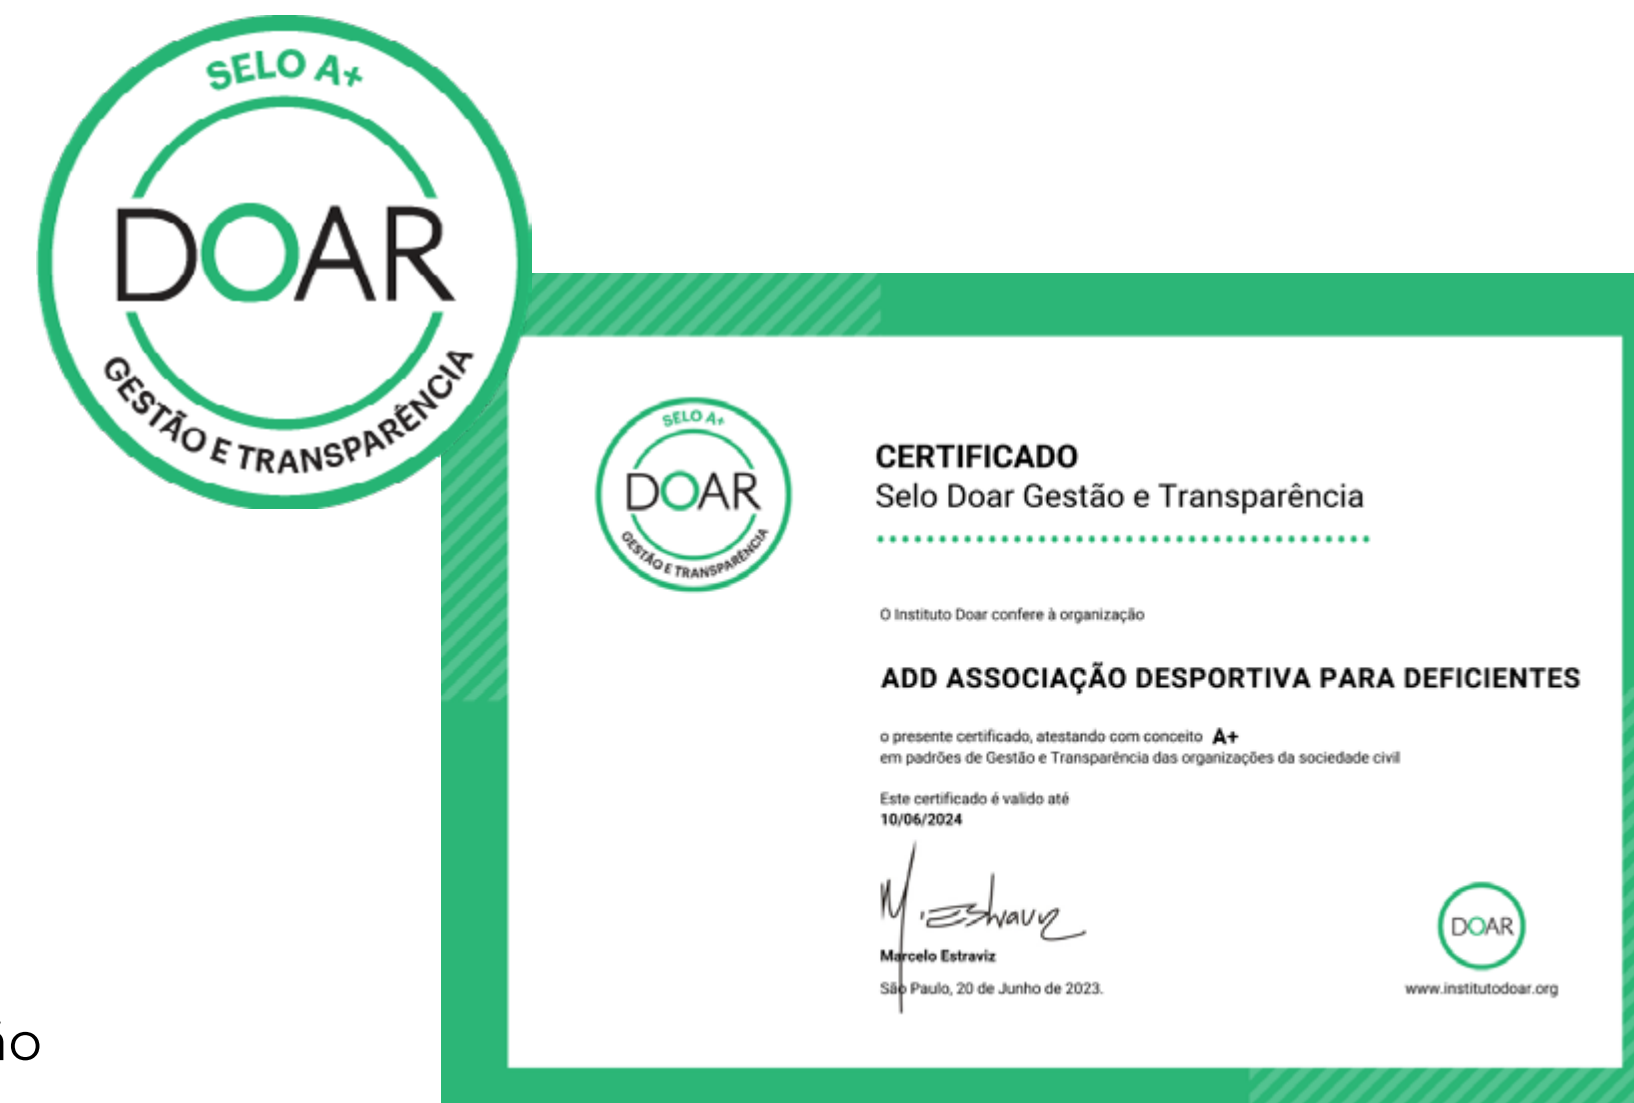 SELO A+
DOAR
GESTÃO E TRANSPARÊNCIA
SELO A+
DOAR
GESTÃO E TRANSPARÊNCIA
CERTIFICADO
Selo Doar Gestão e Transparência
O Instituto Doar confere à organização
ADD ASSOCIAÇÃO DESPORTIVA PARA DEFICIENTES
o presente certificado, atestando com conceito A+
em padrões de Gestão e Transparência das organizações da sociedade civil
Este certificado é valido até
10/06/2024
M. Estraviz
Marcelo Estraviz
São Paulo, 20 de Junho de 2023.
DOAR
www.institutodoar.org